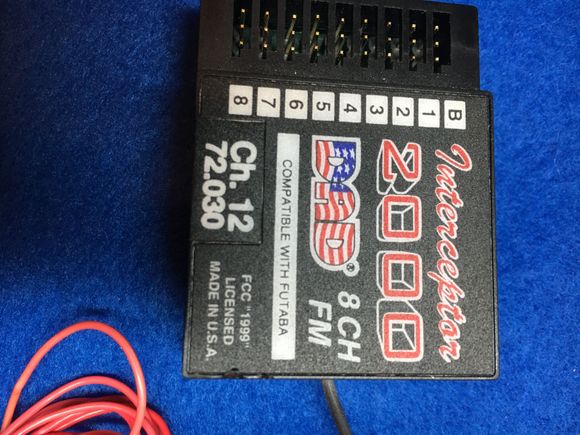 Interceptor
2000
D&D® 8 CH
FM
COMPATIBLE WITH FUTABA
B 1 2 3 4 5 6 7 8
Ch. 12
72.030
FCC "1999"
LICENSED
MADE IN U.S.A.